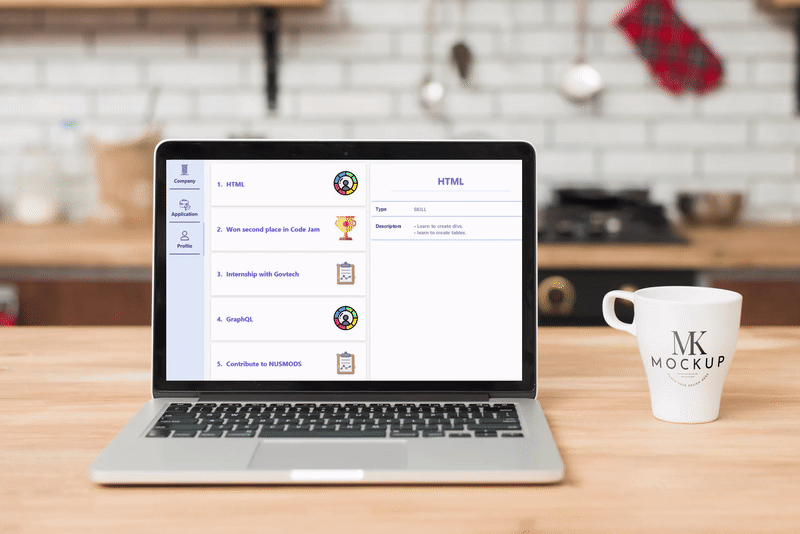 Company
Application
Profile
1. HTML
2. Won second place in Code Jam
3. Internship with Govtech
4. GraphQL
5. Contribute to NUSMODS
HTML
Type SKILL
Descriptors - Learn to create divs.
- learn to create tables.
MK
MOCKUP